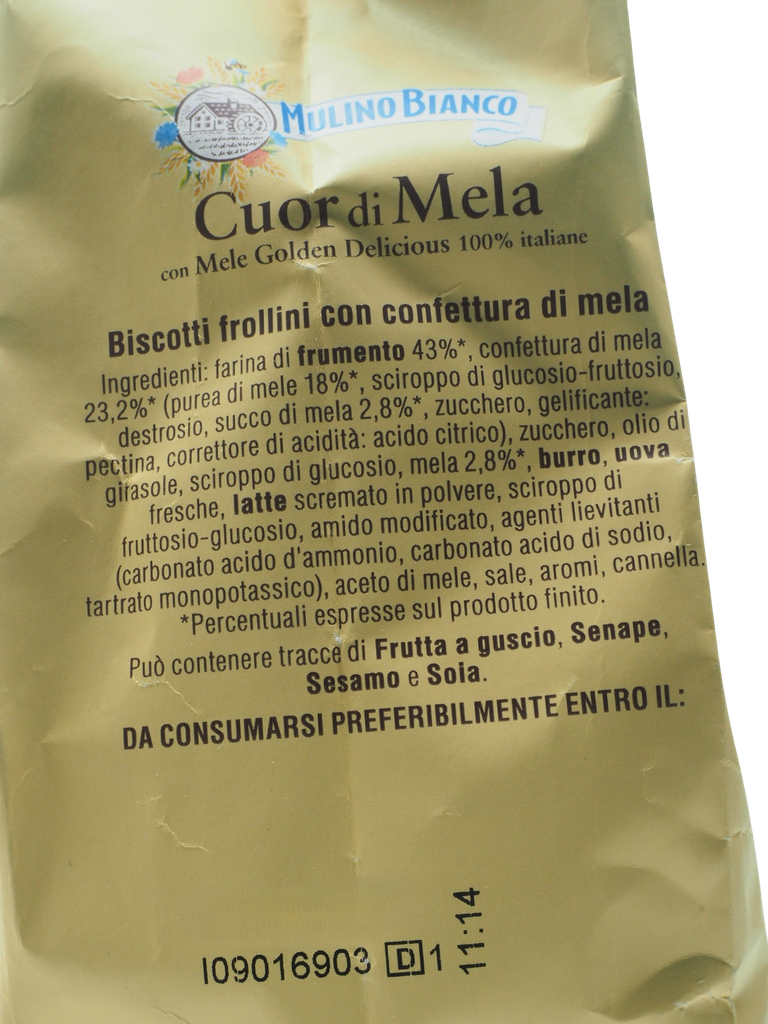 MULINO BIANCO
Cuor di Mela
con Mele Golden Delicious 100% italiane
Biscotti frollini con confettura di mela
Ingredienti: farina di frumento 43%*, confettura di mela
23,2%* (purea di mele 18%*, sciroppo di glucosio-fruttosio,
destrosio, succo di mela 2,8%*, zucchero, gelificante:
pectina, correttore di acidità: acido citrico), zucchero, olio di
girasole, sciroppo di glucosio, mela 2,8%*, burro, uova
fresche, latte scremato in polvere, sciroppo di
fruttosio-glucosio, amido modificato, agenti lievitanti
(carbonato acido d'ammonio, carbonato acido di sodio,
tartrato monopotassico), aceto di mele, sale, aromi, cannella.
*Percentuali espresse sul prodotto finito.
Può contenere tracce di Frutta a guscio, Senape,
Sesamo e Soia.
DA CONSUMARSI PREFERIBILMENTE ENTRO IL:
I09016903 D 1 11:14